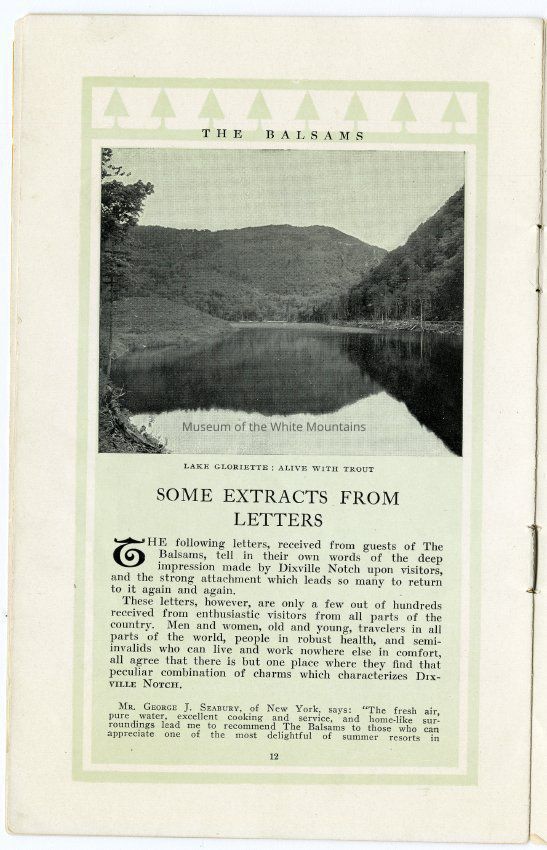 THE BALSAMS
Museum of the White Mountains
LAKE GLORIETTE: ALIVE WITH TROUT
SOME EXTRACTS FROM
LETTERS
THE following letters, received from guests of The
Balsams, tell in their own words of the deep
impression made by Dixville Notch upon visitors,
and the strong attachment which leads so many to return
to it again and again.
These letters, however, are only a few out of hundreds
received from enthusiastic visitors from all parts of the
country. Men and women, old and young, travelers in all
parts of the world, people in robust health, and semi-
invalids who can live and work nowhere else in comfort,
all agree that there is but one place where they find that
peculiar combination of charms which characterizes DIX-
VILLE NOTCH.
MR. GEORGE J. SEABURY, of New York, says: "The fresh air,
pure water, excellent cooking and service, and home-like sur-
roundings lead me to recommend The Balsams to those who can
appreciate one of the most delightful of summer resorts in
12